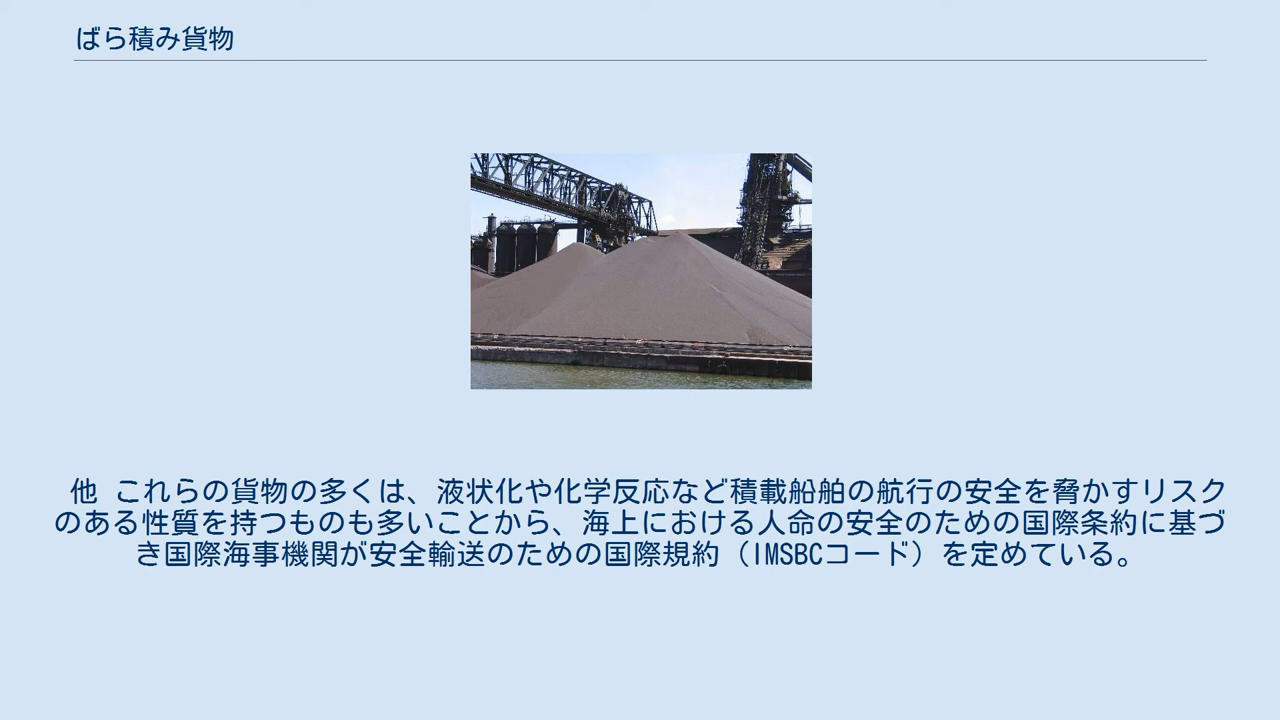 ばら積み貨物
他 これらの貨物の多くは、液状化や化学反応など積載船舶の航行の安全を脅かすリスク
のある性質を持つものも多いことから、海上における人命の安全のための国際条約に基づ
き国際海事機関が安全輸送のための国際規約（IMSBCコード）を定めている。